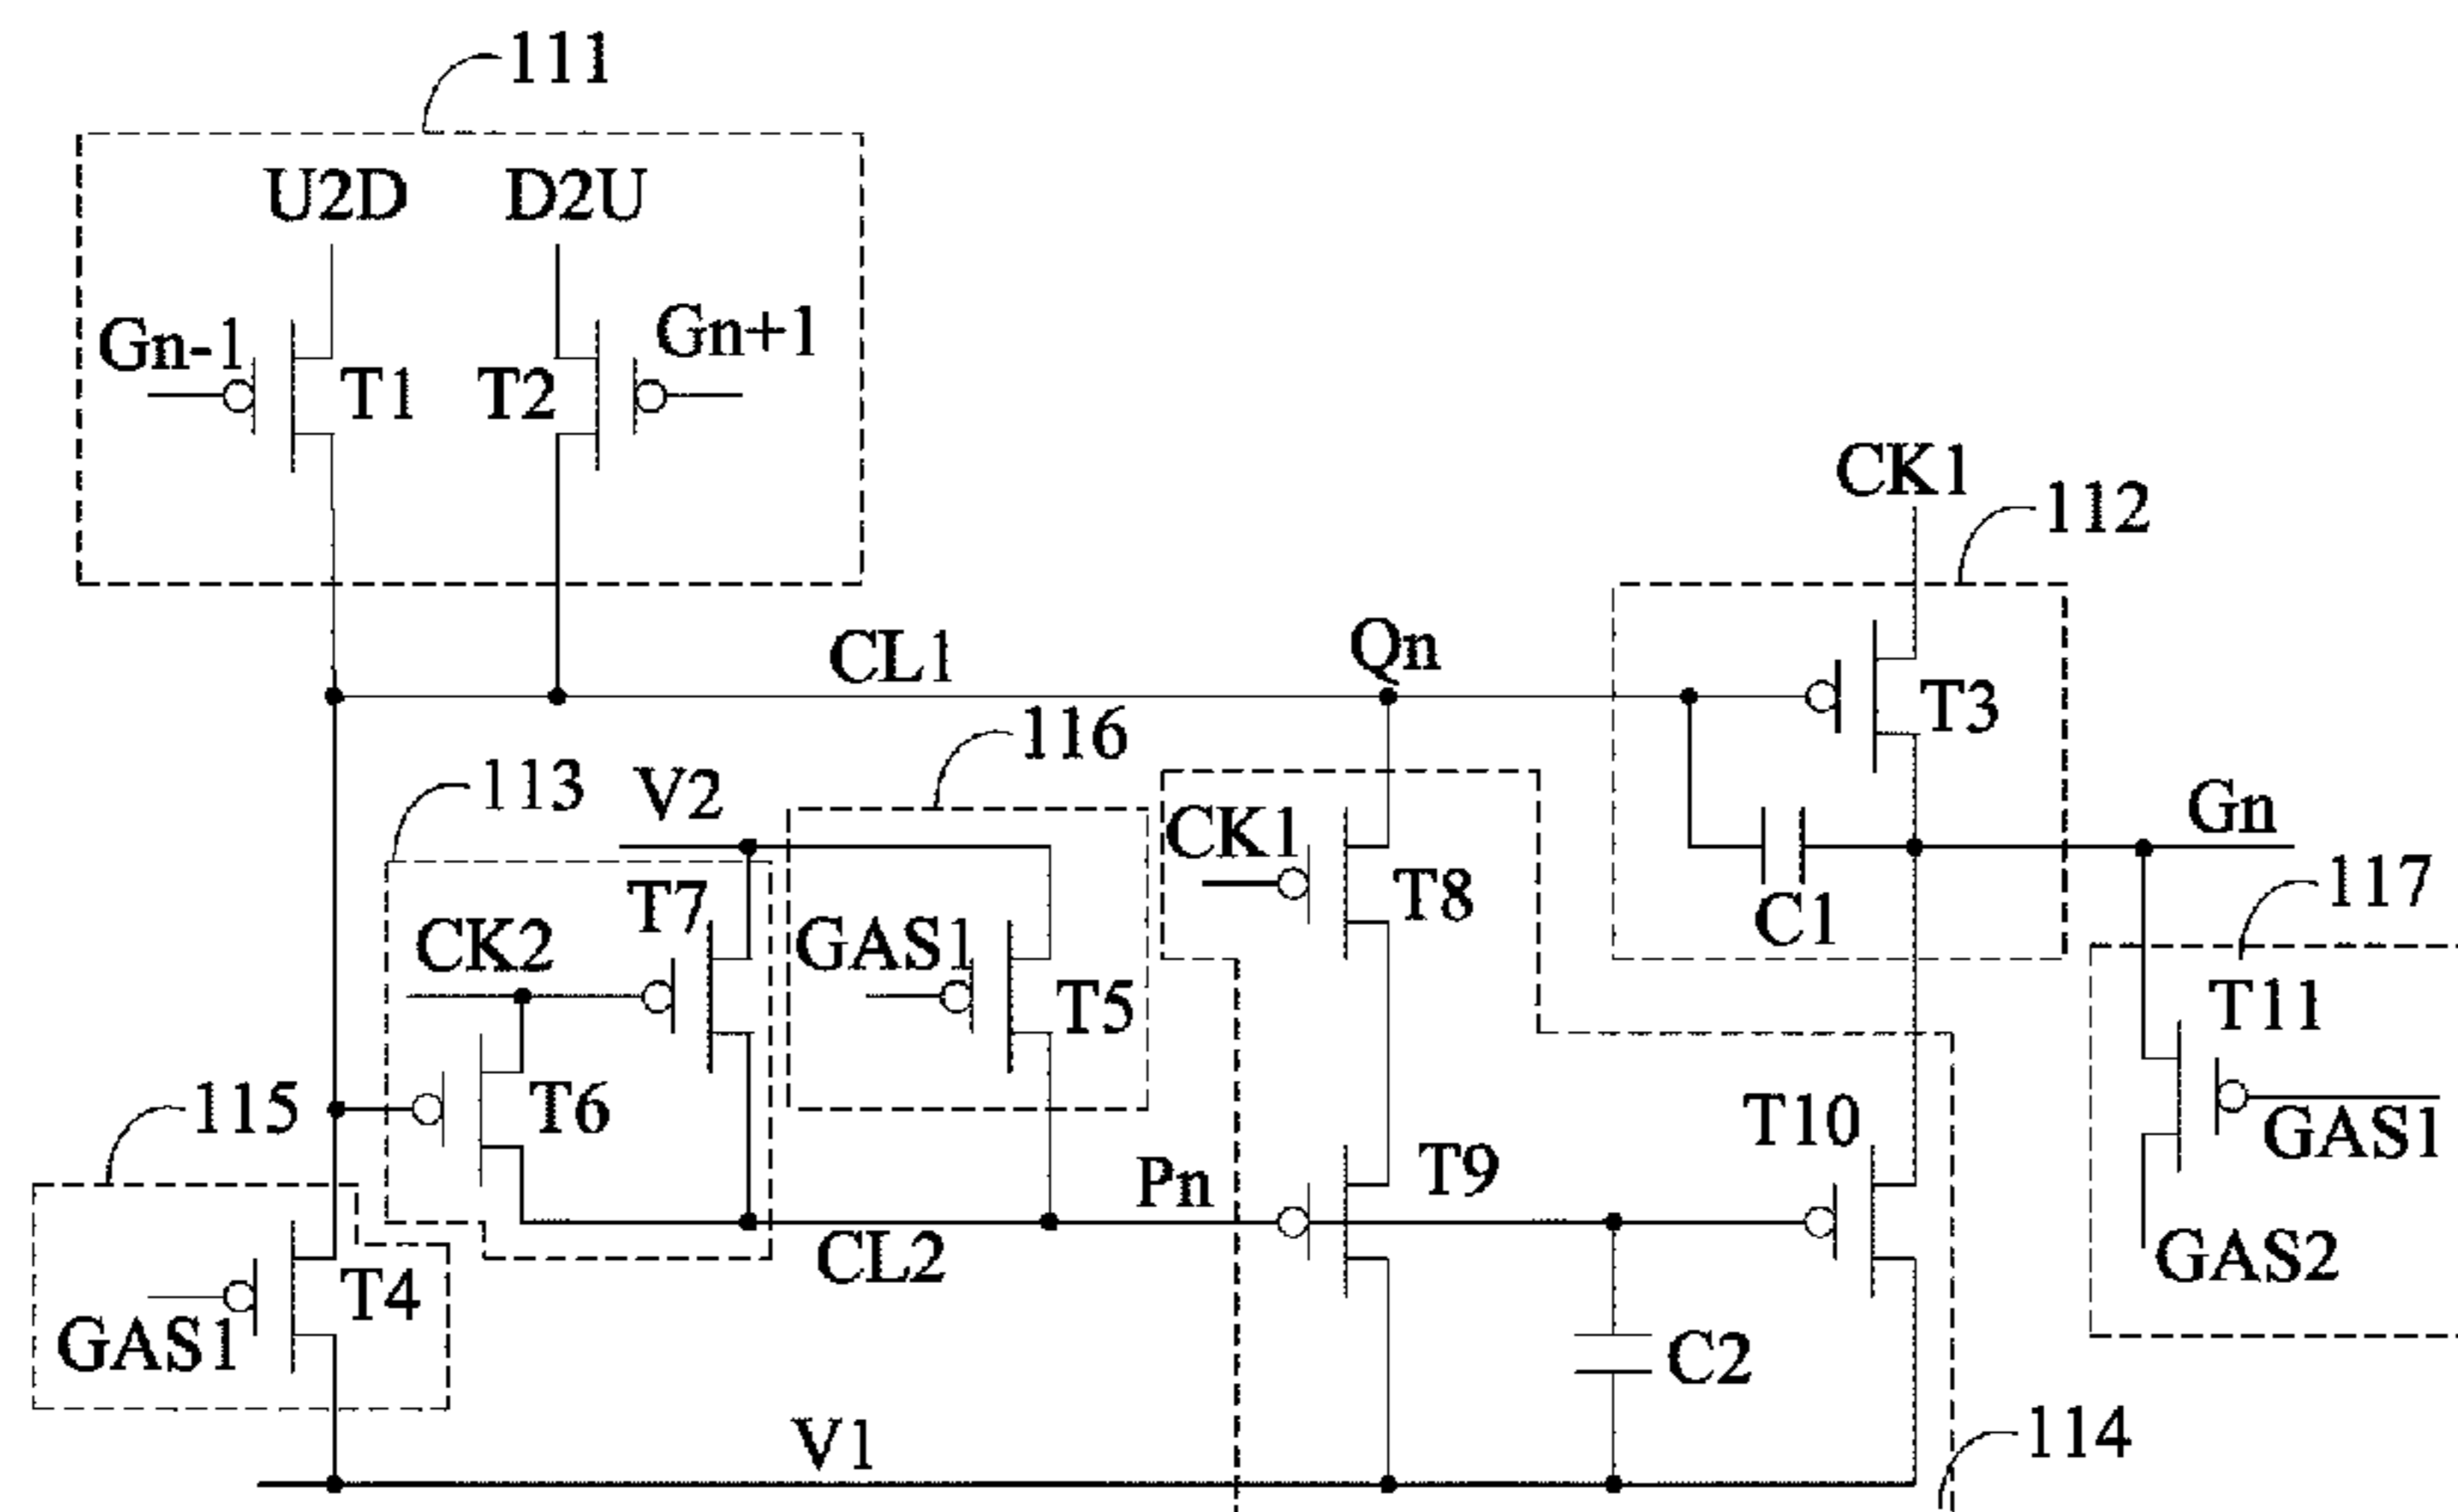 111
U2D D2U
Gn-1 T1 T2 Gn+1
CK1
112
CL1 Qn
T3
116
113 V2
CK1 T8
Gn
T7 117
C1
CK2 GAS1
T5 T11
T6
115 T10
GAS1
Pn T9
CL2 GAS2
T4
GAS1 C2
V1 114